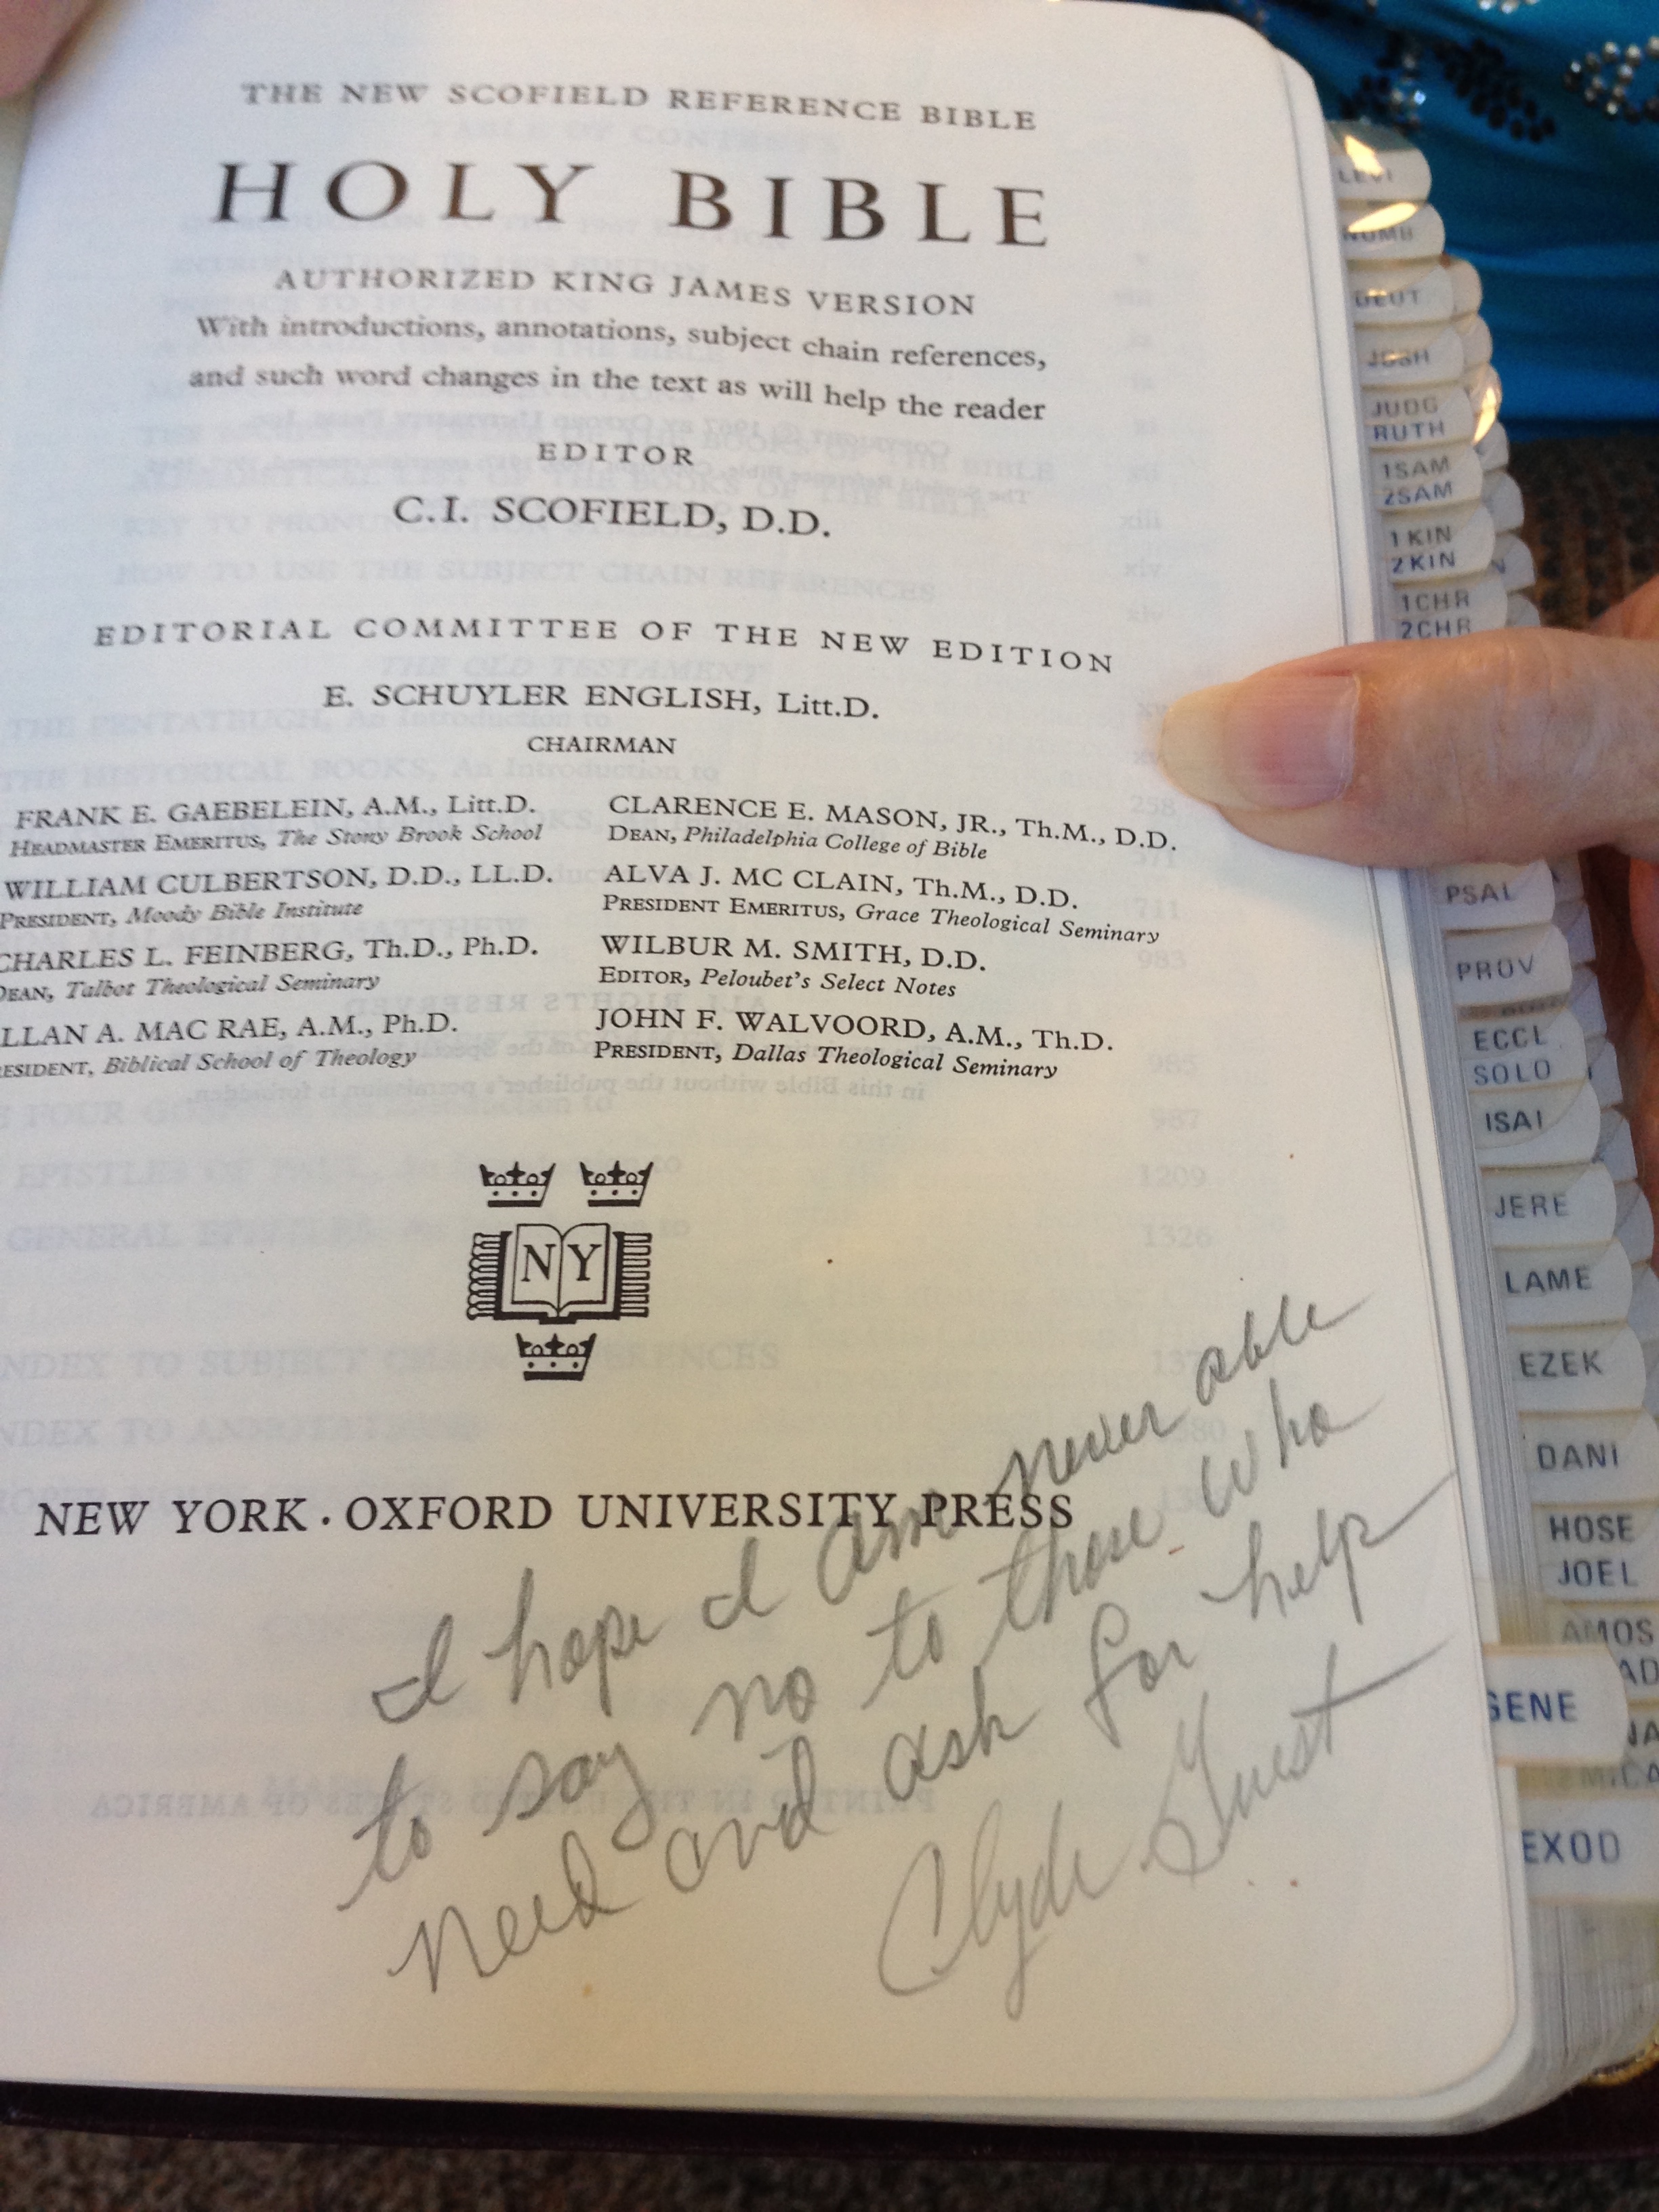 THE NEW SCOFIELD REFERENCE BIBLE
HOLY BIBLE
AUTHORIZED KING JAMES VERSION
With introductions, annotations, subject chain references,
and such word changes in the text as will help the reader
EDITOR
C.I. SCOFIELD, D.D.
EDITORIAL COMMITTEE OF THE NEW EDITION
E. SCHUYLER ENGLISH, Litt.D.
CHAIRMAN
FRANK E. GAEBELEIN, A.M., Litt.D.
HEADMASTER EMERITUS, The Stony Brook School
WILLIAM CULBERTSON, D.D., LL.D.
PRESIDENT, Moody Bible Institute
CHARLES L. FEINBERG, Th.D., Ph.D.
DEAN, Talbot Theological Seminary
LLAN A. MAC RAE, A.M., Ph.D.
ESIDENT, Biblical School of Theology
CLARENCE E. MASON, JR., Th.M., D.D.
DEAN, Philadelphia College of Bible
ALVA J. MC CLAIN, Th.M., D.D.
PRESIDENT EMERITUS, Grace Theological Seminary
WILBUR M. SMITH, D.D.
EDITOR, Peloubet's Select Notes
JOHN F. WALVOORD, A.M., Th.D.
PRESIDENT, Dallas Theological Seminary
NY
NEW YORK · OXFORD UNIVERSITY PRESS
I hope I am never able
to say no to those who
need and ask for help
Clyde Guest
LEVI
NUMB
DEUT
JOSH
JUDG
RUTH
1SAM
2SAM
1KIN
2KIN
1CHR
2CHR
PSAL
PROV
ECCL
SOLO
ISAI
JERE
LAME
EZEK
DANI
HOSE
JOEL
AMOS
GENE
EXOD